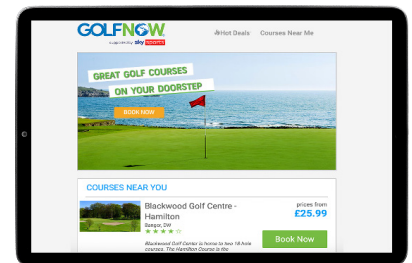 GOLFNOW
supported by sky sports
Hot Deals Courses Near Me
GREAT GOLF COURSES
ON YOUR DOORSTEP
BOOK NOW
COURSES NEAR YOU
Blackwood Golf Centre -
Hamilton
Bangor, DW
prices from
£25.99
Book Now
Blackwood Golf Center is home to two 18 hole
courses. The Hamilton Course is the